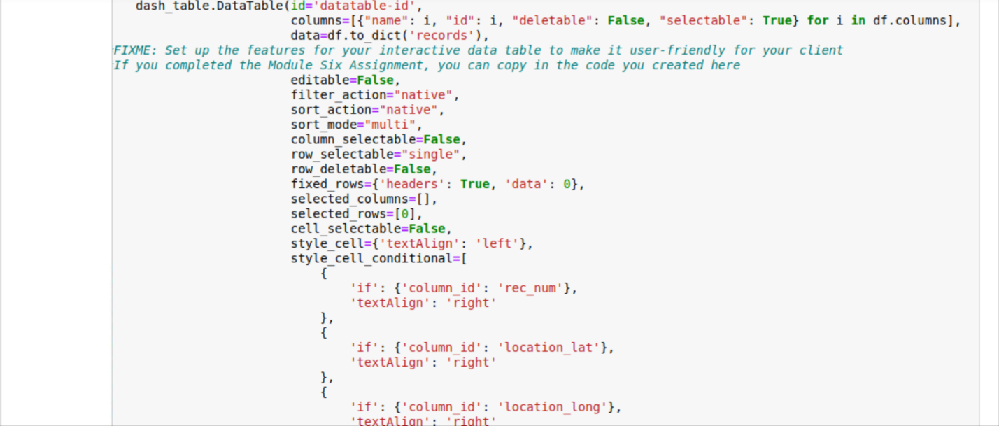 dash_table.DataTable(id='datatable-id',
columns=[{"name": i, "id": i, "deletable": False, "selectable": True} for i in df.columns],
data=df.to_dict('records'),
#FIXME: Set up the features for your interactive data table to make it user-friendly for your client
#If you completed the Module Six Assignment, you can copy in the code you created here
editable=False,
filter_action="native",
sort_action="native",
sort_mode="multi",
column_selectable=False,
row_selectable="single",
row_deletable=False,
fixed_rows={'headers': True, 'data': 0},
selected_columns=[],
selected_rows=[0],
cell_selectable=False,
style_cell={'textAlign': 'left'},
style_cell_conditional=[
{
'if': {'column_id': 'rec_num'},
'textAlign': 'right'
},
{
'if': {'column_id': 'location_lat'},
'textAlign': 'right'
},
{
'if': {'column_id': 'location_long'},
'textAlign': 'right'